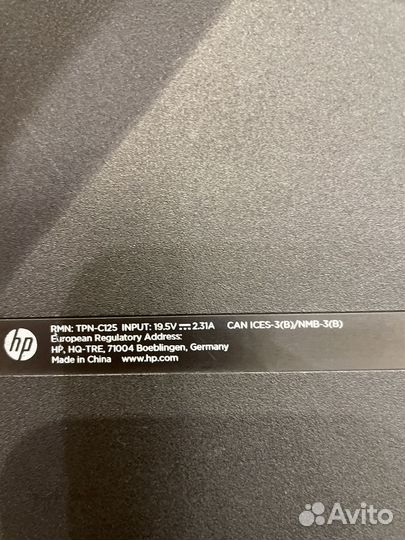 hp
RMN: TPN-C125 INPUT: 19.5V⎓2.31A CAN ICES-3(B)/NMB-3(B)
European Regulatory Address:
HP, HQ-TRE, 71004 Boeblingen, Germany
Made in China www.hp.com
Avito